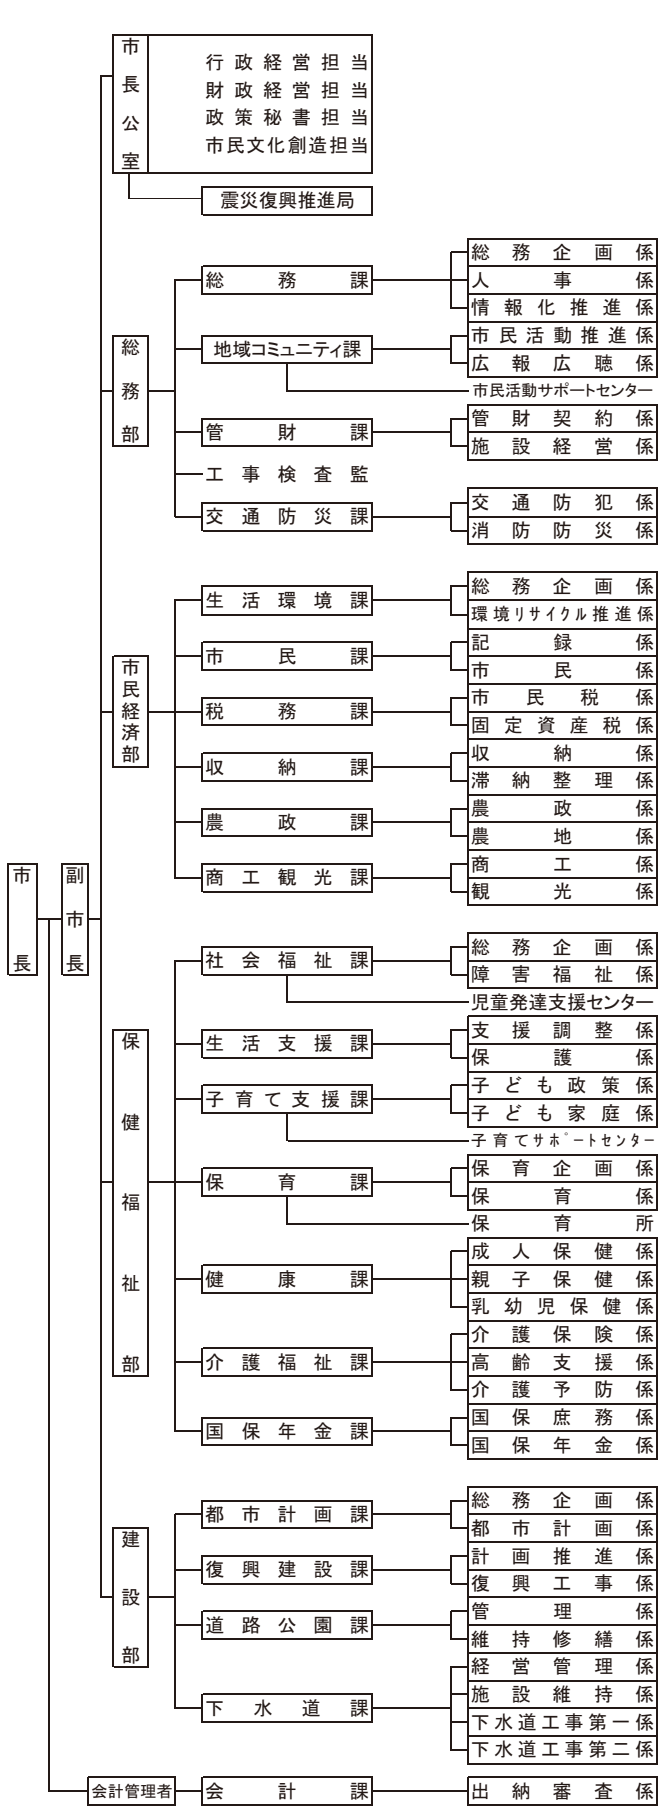 市長
副市長
市長公室
行政経営担当
財政経営担当
政策秘書担当
市民文化創造担当
震災復興推進局
総務部
総務課
総務企画係
人事係
情報化推進係
地域コミュニティ課
市民活動推進係
広報広聴係
市民活動サポートセンター
管財課
管財契約係
施設経営係
工事検査監
交通防災課
交通防犯係
消防防災係
市民経済部
生活環境課
総務企画係
環境リサイクル推進係
市民課
記録係
市民係
税務課
市民税係
固定資産税係
収納課
収納係
滞納整理係
農政課
農政係
農地係
商工観光課
商工係
観光係
保健福祉部
社会福祉課
総務企画係
障害福祉係
児童発達支援センター
生活支援課
支援調整係
保護係
子育て支援課
子ども政策係
子ども家庭係
子育てサポートセンター
保育課
保育企画係
保育係
保育所
健康課
成人保健係
親子保健係
乳幼児保健係
介護福祉課
介護保険係
高齢支援係
介護予防係
国保年金課
国保庶務係
国保年金係
建設部
都市計画課
総務企画係
都市計画係
復興建設課
計画推進係
復興工事係
道路公園課
管理係
維持修繕係
下水道課
経営管理係
施設維持係
下水道工事第一係
下水道工事第二係
会計管理者
会計課
出納審査係